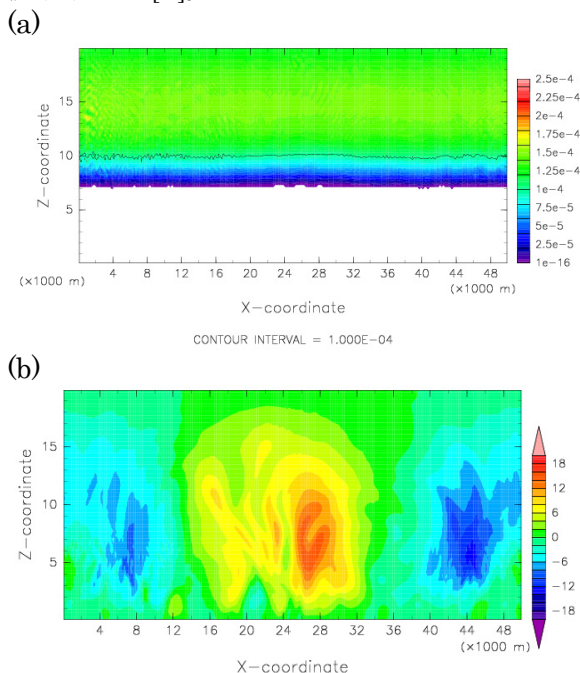 (a)
Z-coordinate
15
10
5
2.5e-4
2.25e-4
2e-4
1.75e-4
1.5e-4
1.25e-4
1e-4
7.5e-5
5e-5
2.5e-5
1e-16
(×1000 m)
4 8 12 16 20 24 28 32 36 40 44 48
(×1000 m)
X-coordinate
CONTOUR INTERVAL = 1.000E-04
(b)
Z-coordinate
15
10
5
18
12
6
0
-6
-12
-18
4 8 12 16 20 24 28 32 36 40 44 48
(×1000 m)
X-coordinate